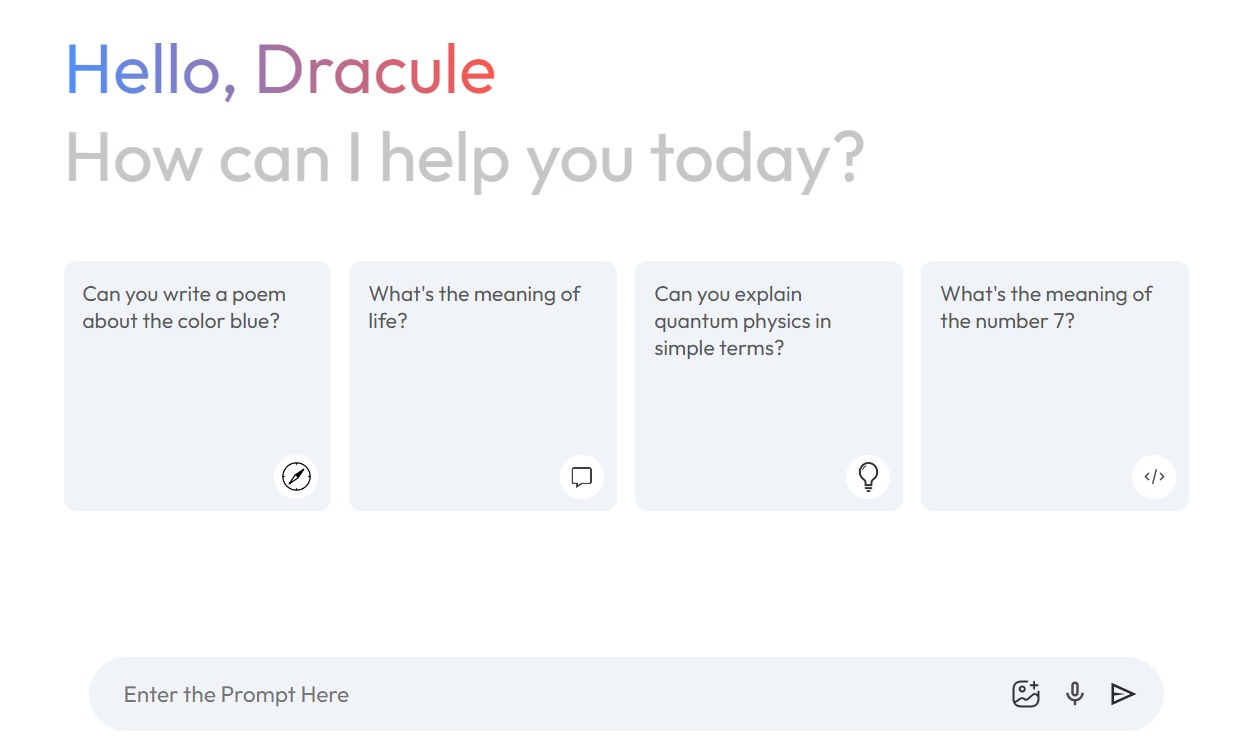 Hello, Dracule
How can I help you today?
Can you write a poem
about the color blue?
What's the meaning of
life?
Can you explain
quantum physics in
simple terms?
What's the meaning of
the number 7?
Enter the Prompt Here